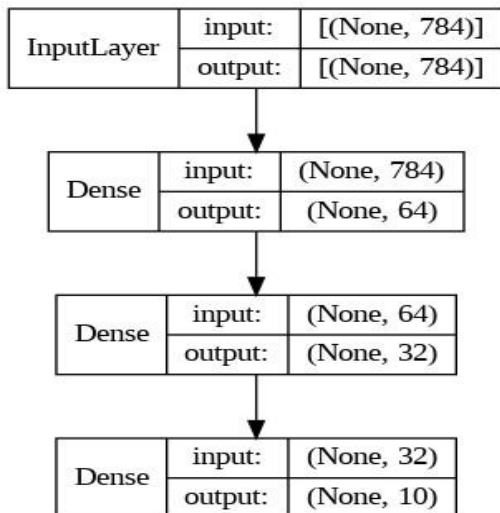 InputLayer
input: [(None, 784)]
output: [(None, 784)]
Dense
input: (None, 784)
output: (None, 64)
Dense
input: (None, 64)
output: (None, 32)
Dense
input: (None, 32)
output: (None, 10)